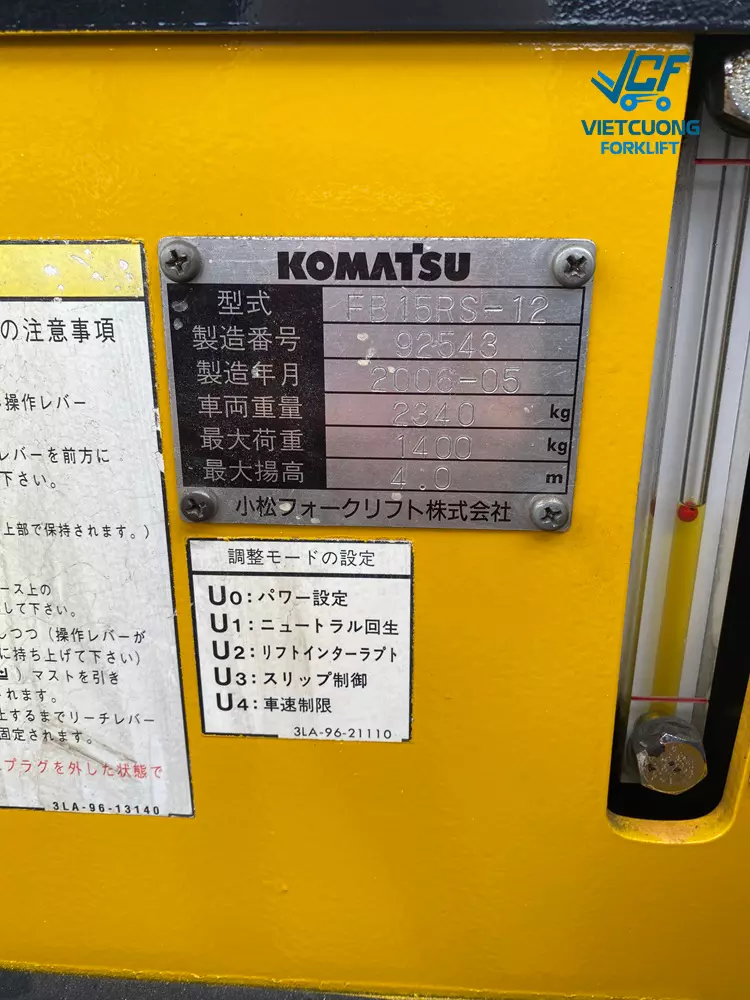 VCF
VIETCUONG
FORKLIFT
KOMATSU
型式 FB15RS-12
製造番号 92543
製造年月 2006-05
車両重量 2340 kg
最大荷重 1400 kg
最大揚高 4.0 m
小松フォークリフト株式会社
の注意事項
操作レバー
レバーを前方に
下さい。
上部で保持されます。)
ース上の
して下さい。
しつつ(操作レバーが
に持ち上げて下さい)
)マストを引き
れます。
上するまでリーチレバー
固定されます。
プラグを外した状態で
3LA-96-13140
調整モードの設定
U0:パワー設定
U1:ニュートラル回生
U2:リフトインターラプト
U3:スリップ制御
U4:車速制限
3LA-96-21110